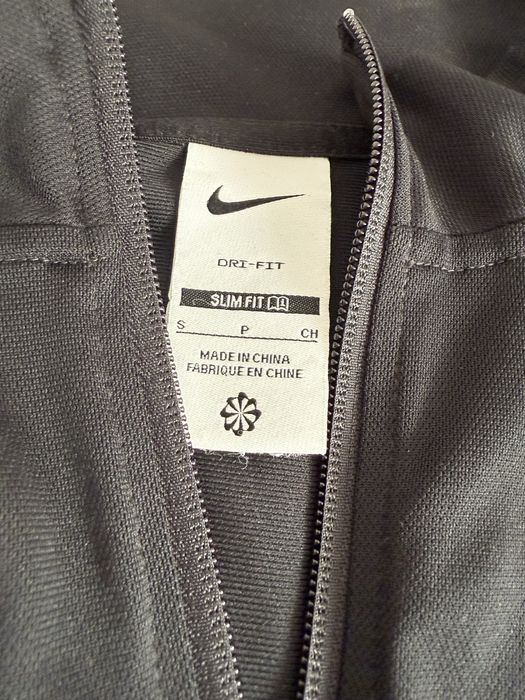 DRI-FIT
SLIM FIT
S P CH
MADE IN CHINA
FABRIQUE EN CHINE